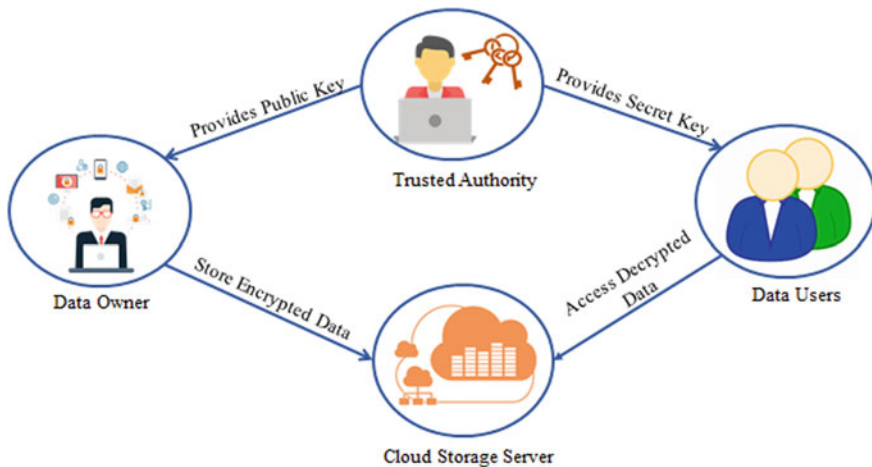 Provides Public Key
Provides Secret Key
Trusted Authority
Data Owner
Data Users
Store Encrypted Data
Access Decrypted
Data
Cloud Storage Server